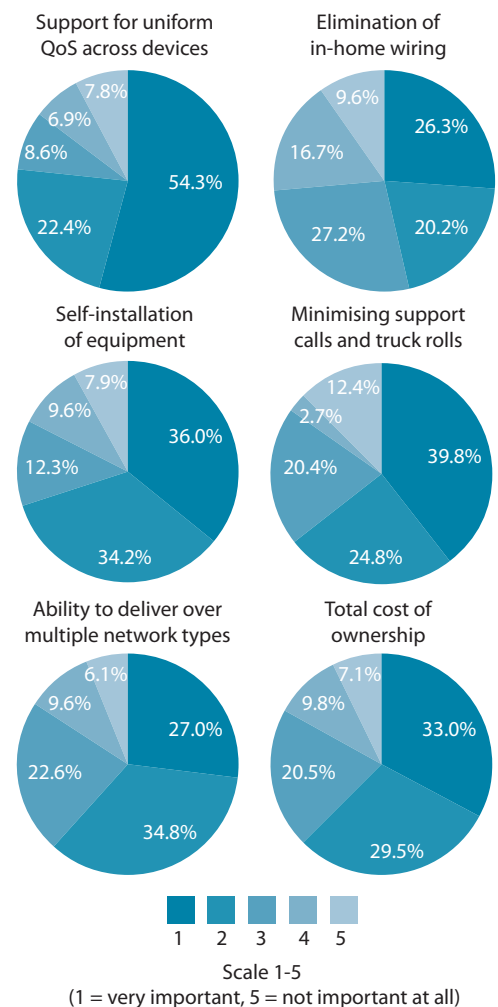 Support for uniform
QoS across devices
7.8%
6.9%
8.6%
54.3%
22.4%
Elimination of
in-home wiring
9.6%
26.3%
16.7%
27.2%
20.2%
Self-installation
of equipment
7.9%
9.6%
36.0%
12.3%
34.2%
Minimising support
calls and truck rolls
12.4%
2.7%
39.8%
20.4%
24.8%
Ability to deliver over
multiple network types
6.1%
9.6%
27.0%
22.6%
34.8%
Total cost of
ownership
7.1%
9.8%
33.0%
20.5%
29.5%
1 2 3 4 5
Scale 1-5
(1 = very important, 5 = not important at all)